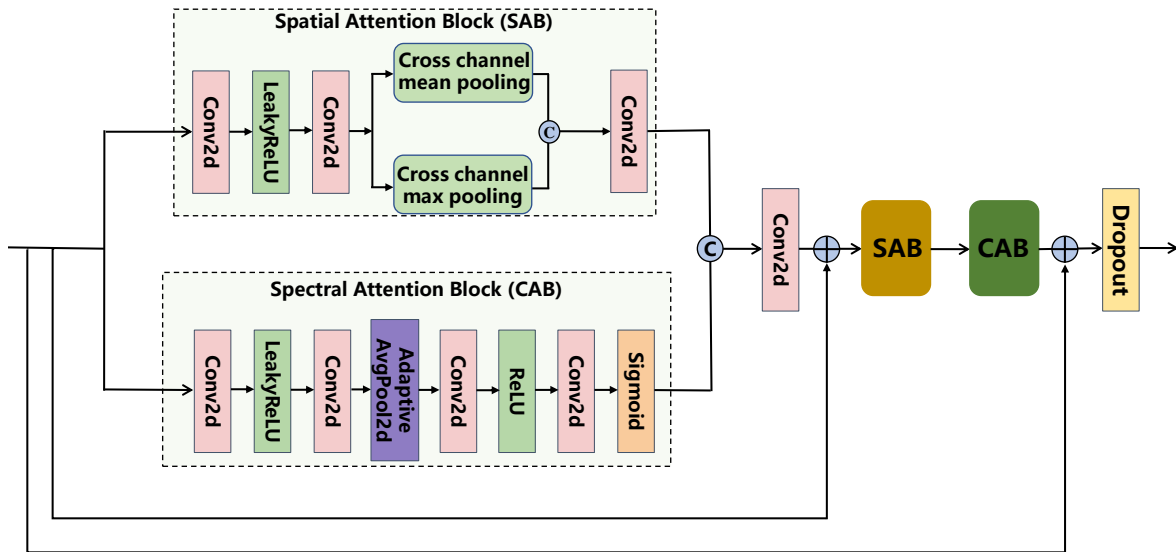 Spatial Attention Block (SAB)
Conv2d
LeakyReLU
Conv2d
Cross channel
mean pooling
Cross channel
max pooling
C
Conv2d
Spectral Attention Block (CAB)
Conv2d
LeakyReLU
Conv2d
Adaptive
AvgPool2d
Conv2d
ReLU
Conv2d
Sigmoid
C
Conv2d
SAB
CAB
Dropout